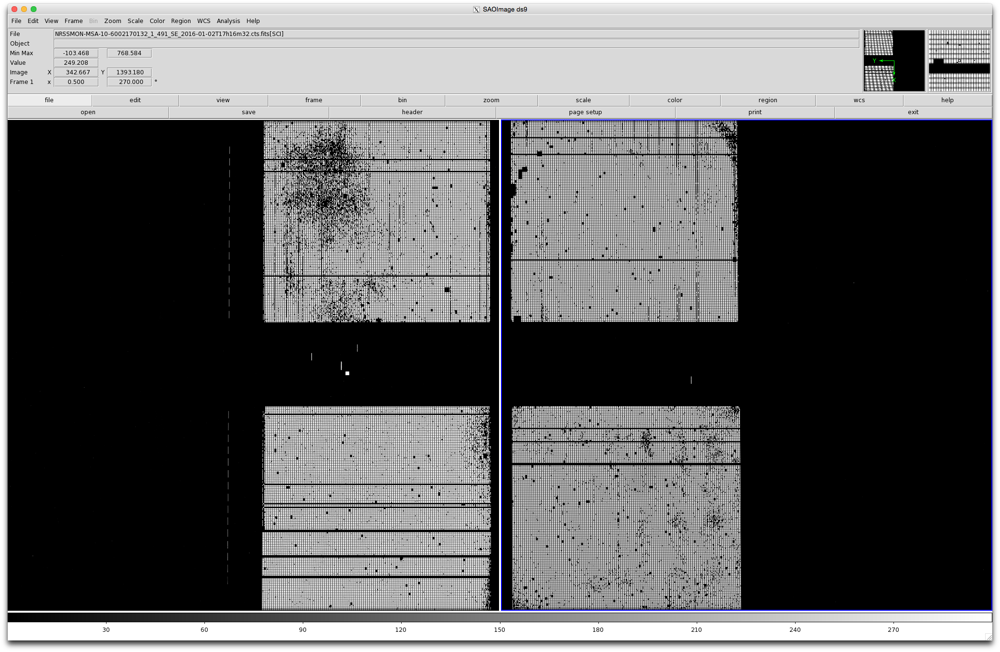 SAOImage ds9
File Edit View Frame Bin Zoom Scale Color Region WCS Analysis Help
File NRSSMON-MSA-10-6002170132_1_491_SE_2016-01-02T17h16m32.cts.fits[SCI]
Object
Min Max -103.468 768.584
Value 249.208
Image X 342.667 Y 1393.180
Frame 1 x 0.500 270.000 °
Y
X
file edit view frame bin zoom scale color region wcs help
open save header page setup print exit
30 60 90 120 150 180 210 240 270